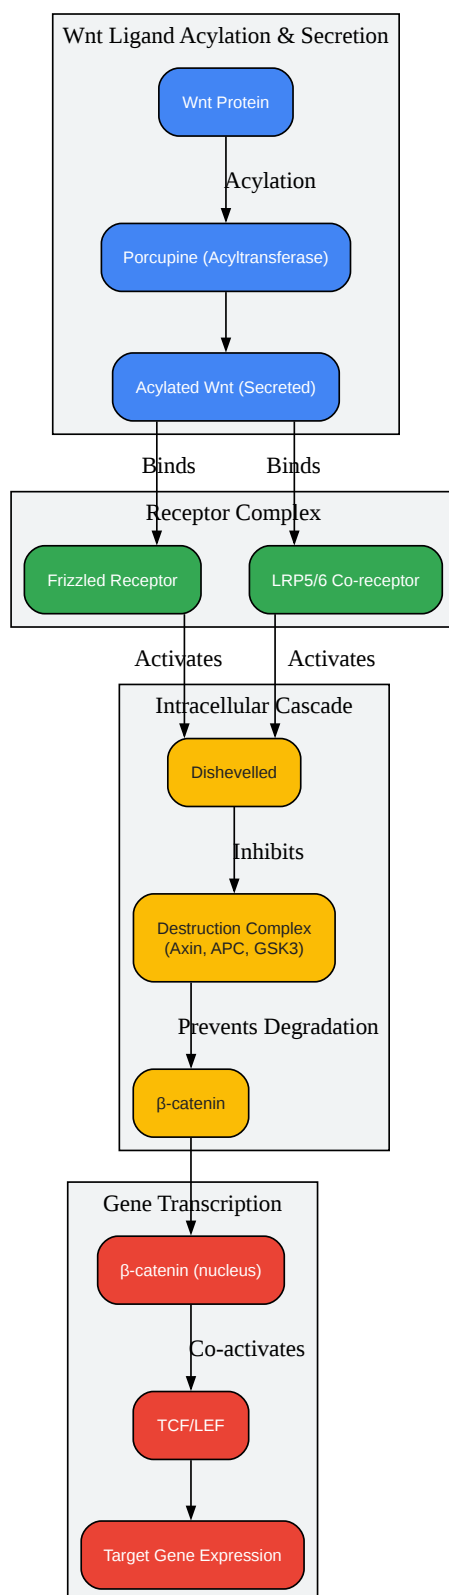 Wnt Ligand Acylation & Secretion
Wnt Protein
Acylation
Porcupine (Acyltransferase)
Acylated Wnt (Secreted)
Binds
Binds
Receptor Complex
Frizzled Receptor
LRP5/6 Co-receptor
Activates
Activates
Intracellular Cascade
Dishevelled
Inhibits
Destruction Complex
(Axin, APC, GSK3)
Prevents Degradation
β-catenin
Gene Transcription
β-catenin (nucleus)
Co-activates
TCF/LEF
Target Gene Expression